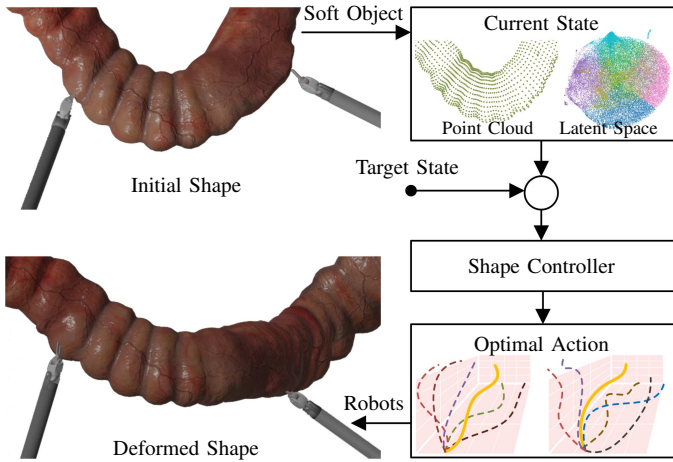 Soft Object
Current State
Point Cloud
Latent Space
Initial Shape
Target State
Shape Controller
Optimal Action
Robots
Deformed Shape